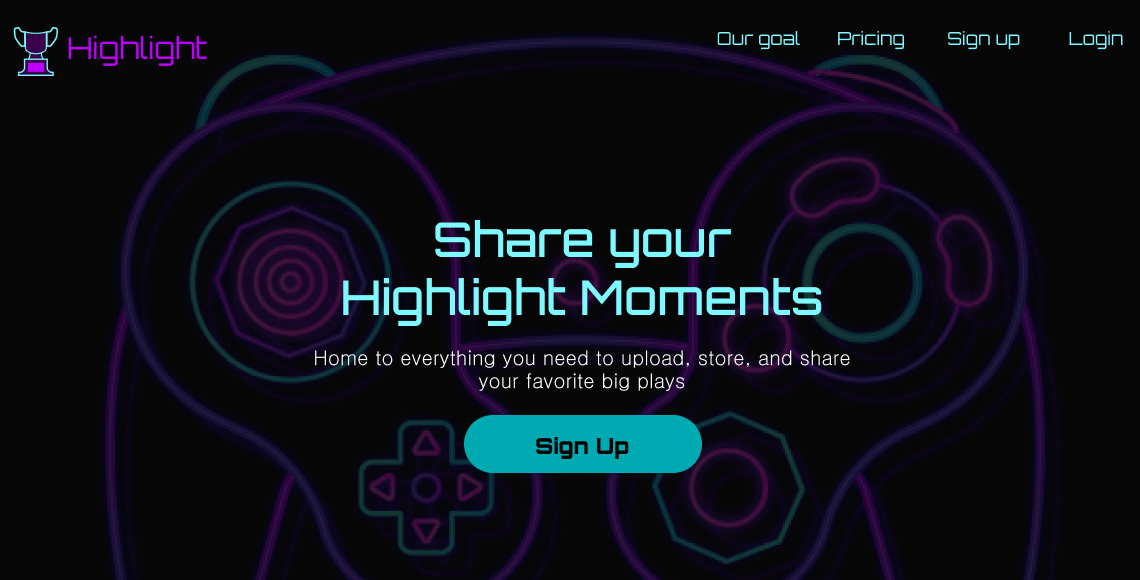 Highlight
Our goal Pricing Sign up Login
Share your
Highlight Moments
Home to everything you need to upload, store, and share
your favorite big plays
Sign Up